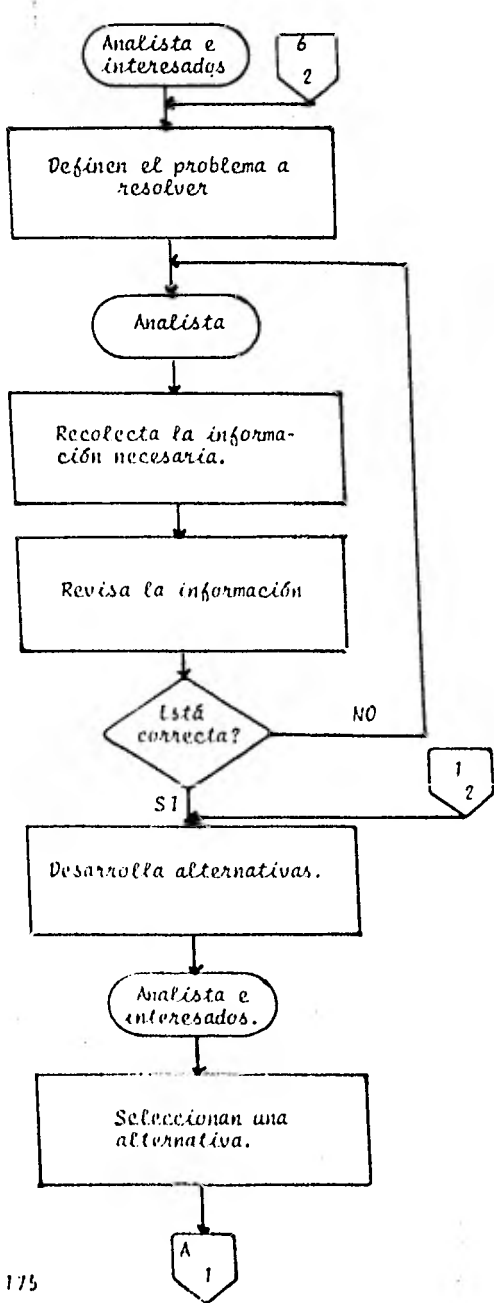 Analista e
interesados
6
2
Definen el problema a
resolver
Analista
Recolecta la informa-
ción necesaria.
Revisa la información
Está
correcta?
NO
SI
1
2
Desarrolla alternativas.
Analista e
interesados.
Seleccionan una
alternativa.
A
1
175